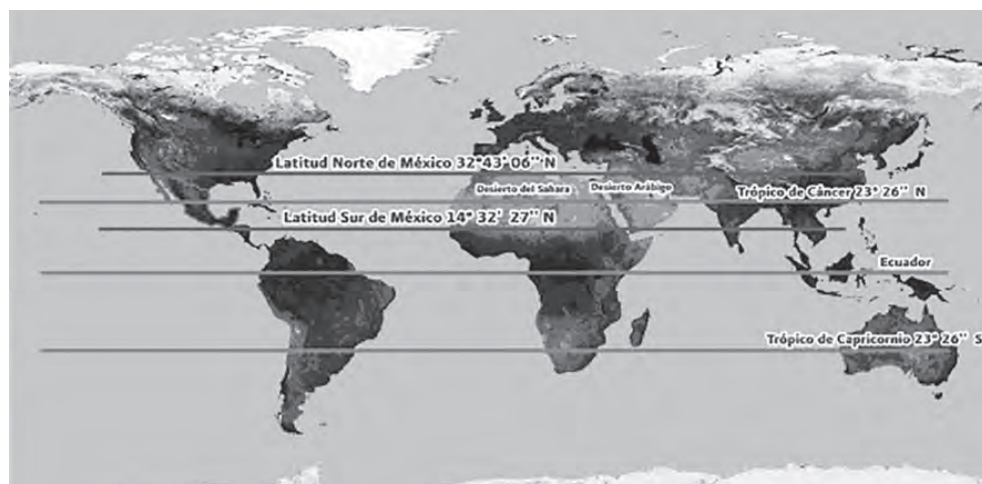 Latitud Norte de México 32°43' 06'' N
Desierto del Sahara
Desierto Arábigo
Trópico de Cáncer 23° 26'' N
Latitud Sur de México 14° 32' 27'' N
Ecuador
Trópico de Capricornio 23° 26'' S